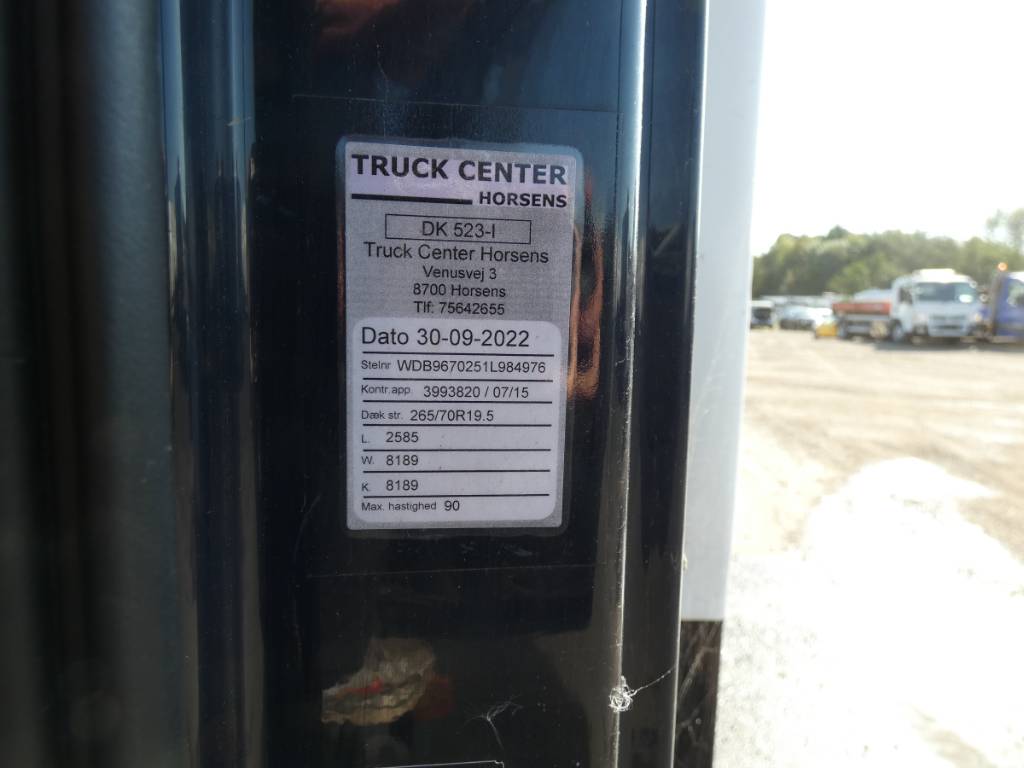 TRUCK CENTER
HORSENS
DK 523-I
Truck Center Horsens
Venusvej 3
8700 Horsens
Tlf: 75642655
Dato 30-09-2022
Stelnr WDB9670251L984976
Kontr.app. 3993820 / 07/15
Dæk str. 265/70R19.5
L. 2585
W. 8189
K. 8189
Max. hastighed 90